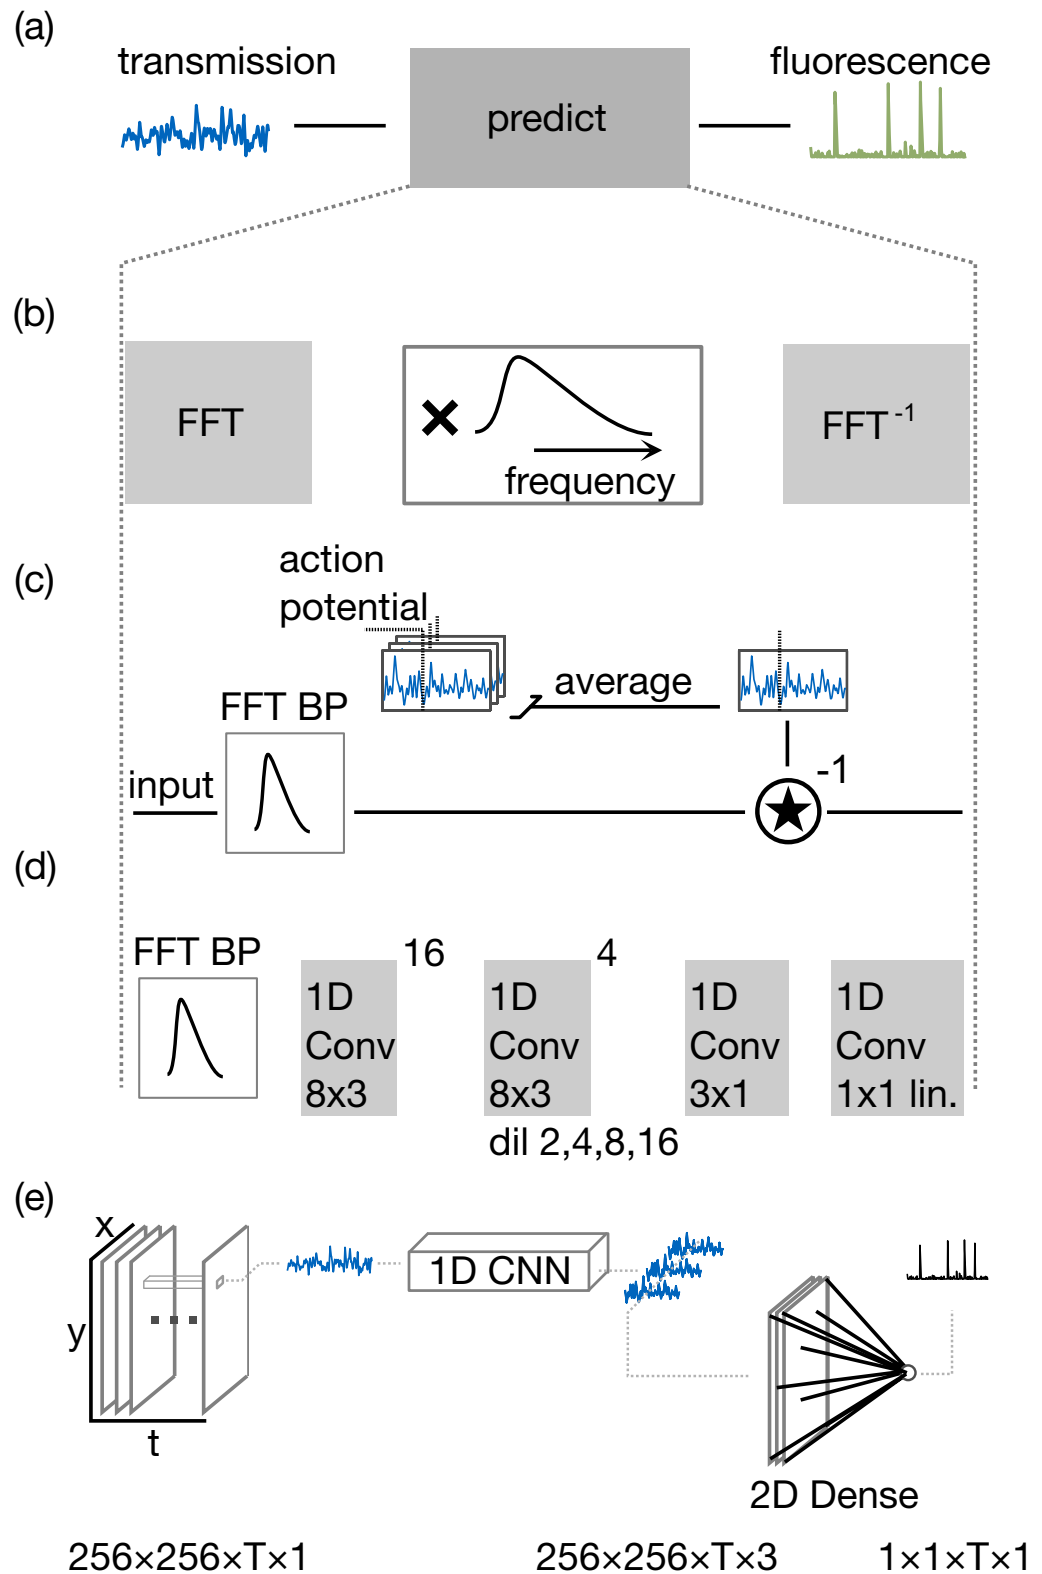 (a)
transmission
predict
fluorescence
(b)
FFT
frequency
FFT⁻¹
(c)
action
potential
average
FFT BP
input
-1
(d)
FFT BP
16
4
1D
Conv
8x3
1D
Conv
8x3
dil 2,4,8,16
1D
Conv
3x1
1D
Conv
1x1 lin.
(e)
x
y
t
1D CNN
2D Dense
256×256×T×1
256×256×T×3
1×1×T×1